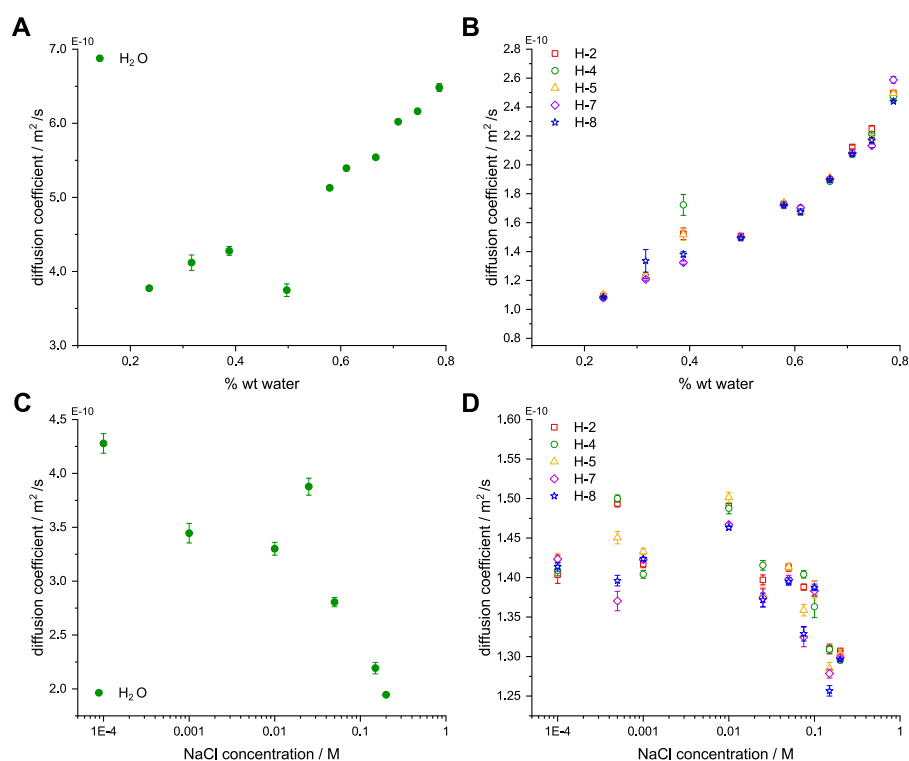 A
E-10
7.0
6.0
5.0
4.0
3.0
diffusion coefficient / m²/s
H₂O
0.2
0.4
0.6
0.8
% wt water
B
E-10
2.8
2.6
2.4
2.2
2.0
1.8
1.6
1.4
1.2
1.0
0.8
diffusion coefficient / m²/s
H-2
H-4
H-5
H-7
H-8
0.2
0.4
0.6
0.8
% wt water
C
E-10
4.5
4.0
3.5
3.0
2.5
2.0
diffusion coefficient / m²/s
H₂O
1E-4
0.001
0.01
0.1
1
NaCl concentration / M
D
E-10
1.60
1.55
1.50
1.45
1.40
1.35
1.30
1.25
diffusion coefficient / m²/s
H-2
H-4
H-5
H-7
H-8
1E-4
0.001
0.01
0.1
1
NaCl concentration / M